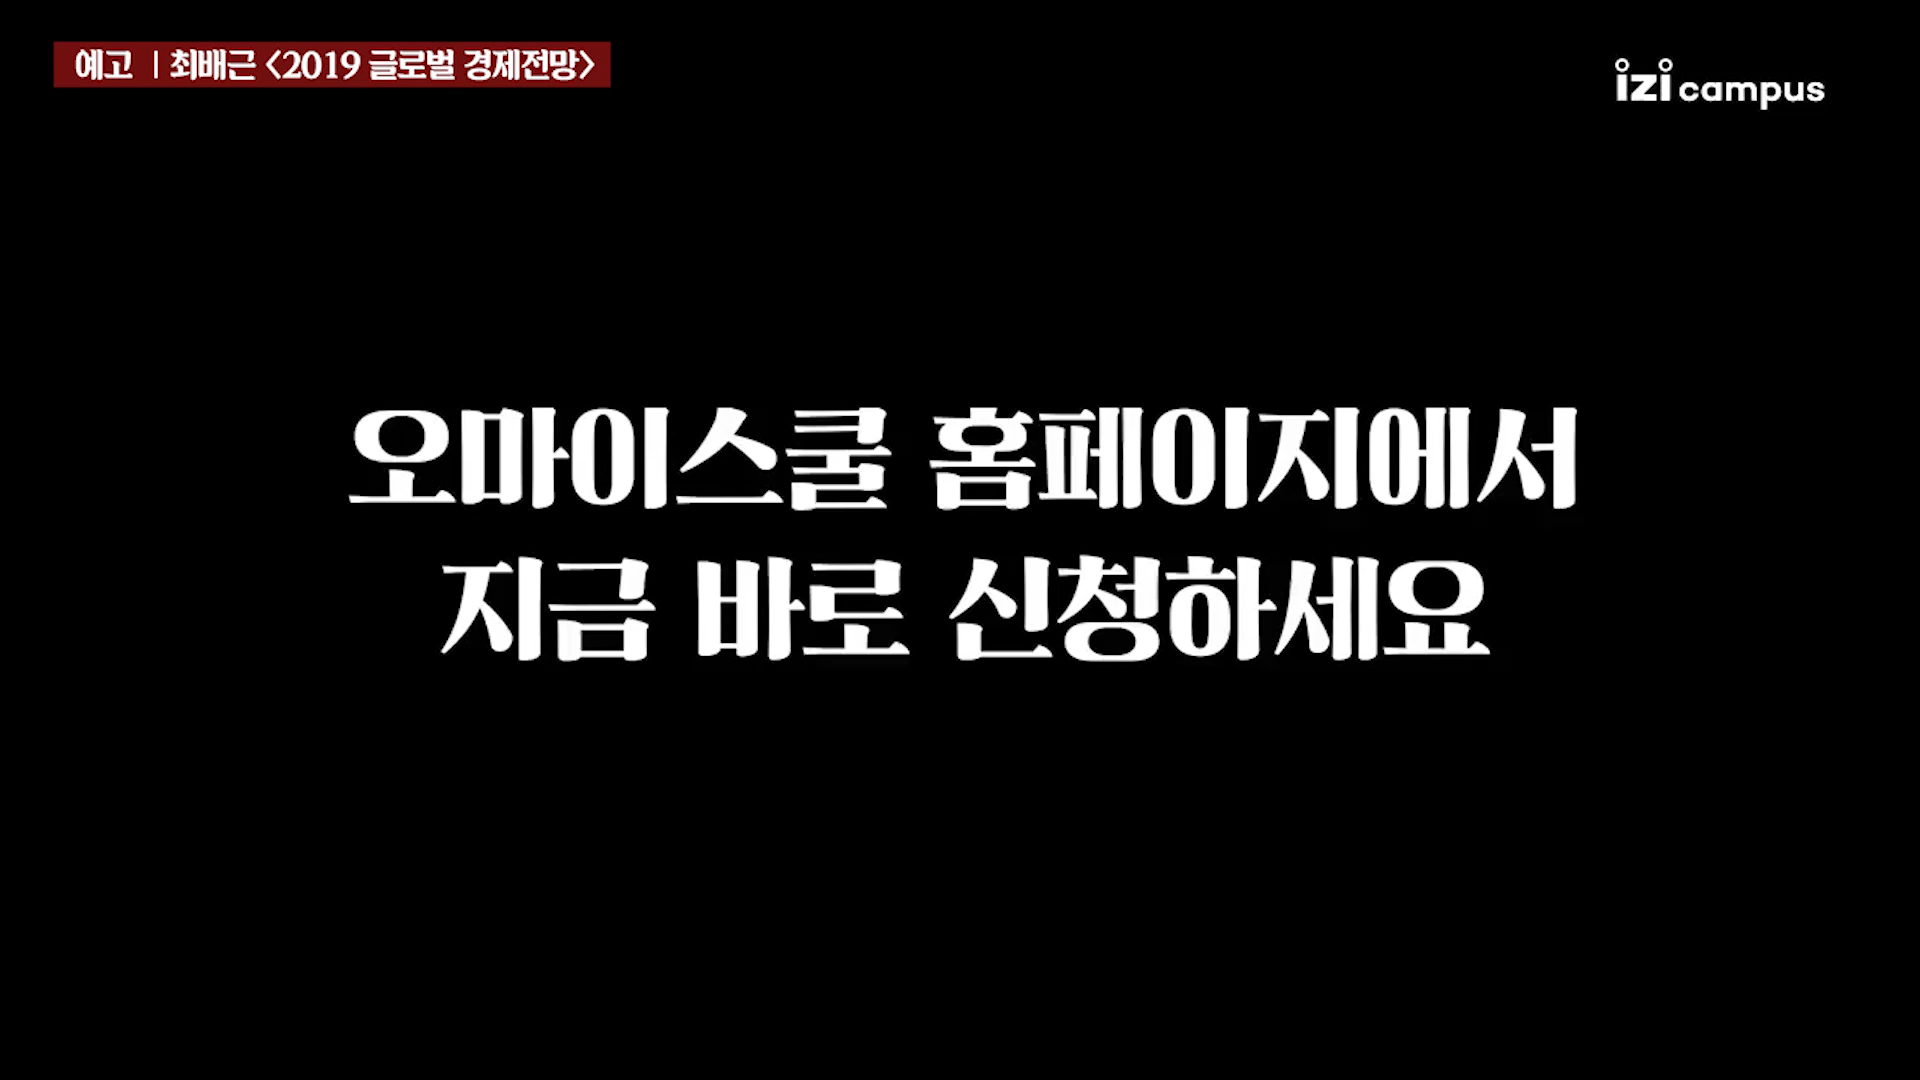 예고 | 최배근 <2019 글로벌 경제전망>
izi campus
오마이스쿨 홈페이지에서
지금 바로 신청하세요